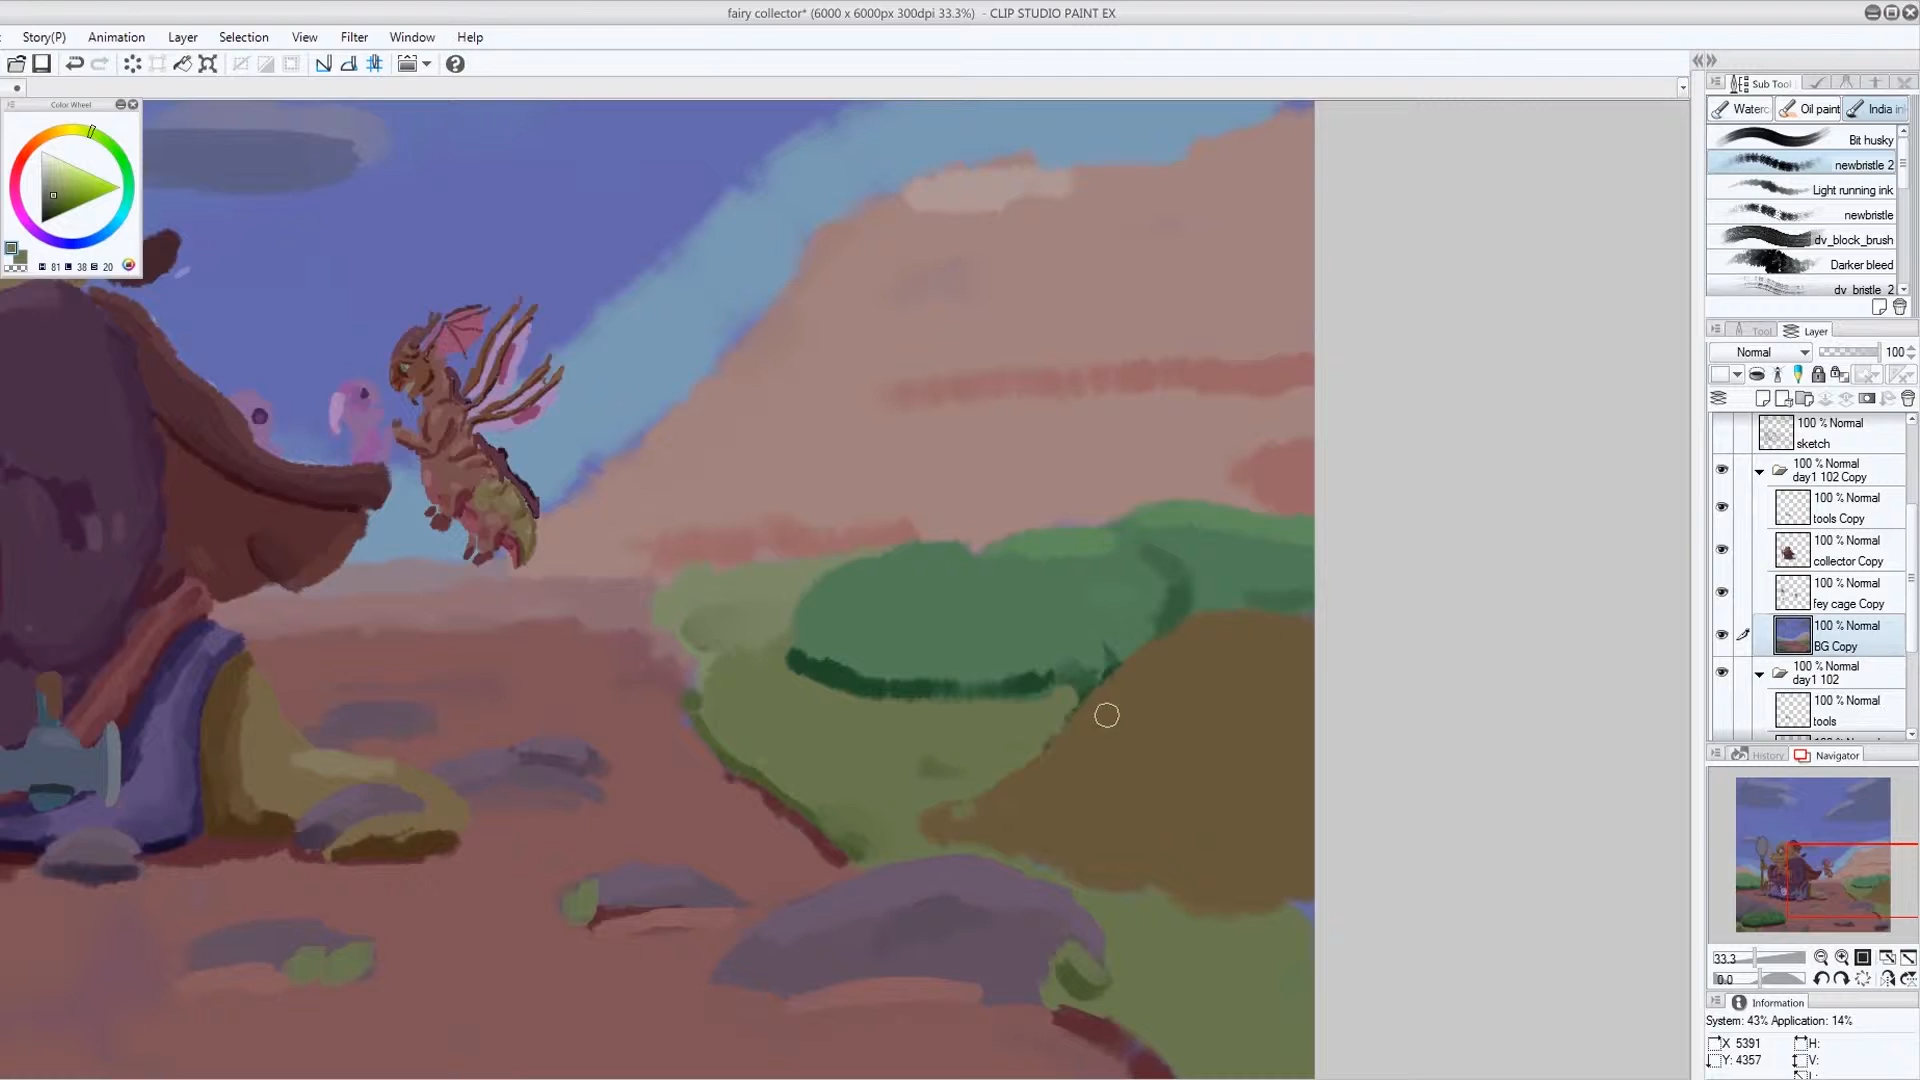 fairy collector* (6000 x 6000px 300dpi 33.3%) - CLIP STUDIO PAINT EX
Story(P) Animation Layer Selection View Filter Window Help
Color Wheel
81 38 20
Sub Tool
Oil paint India in
Bit husky
newbristle 2
Light running ink
newbristle
dv_block_brush
Darker bleed
dv_bristle_2
Tool Layer
Normal 100
100 % Normal
sketch
100 % Normal
day1 102 Copy
100 % Normal
tools Copy
100 % Normal
collector Copy
100 % Normal
fey cage Copy
100 % Normal
BG Copy
100 % Normal
day1 102
100 % Normal
tools
History Navigator
33.3
0.0
Information
System: 43% Application: 14%
X 5391 H:
Y: 4357 V: